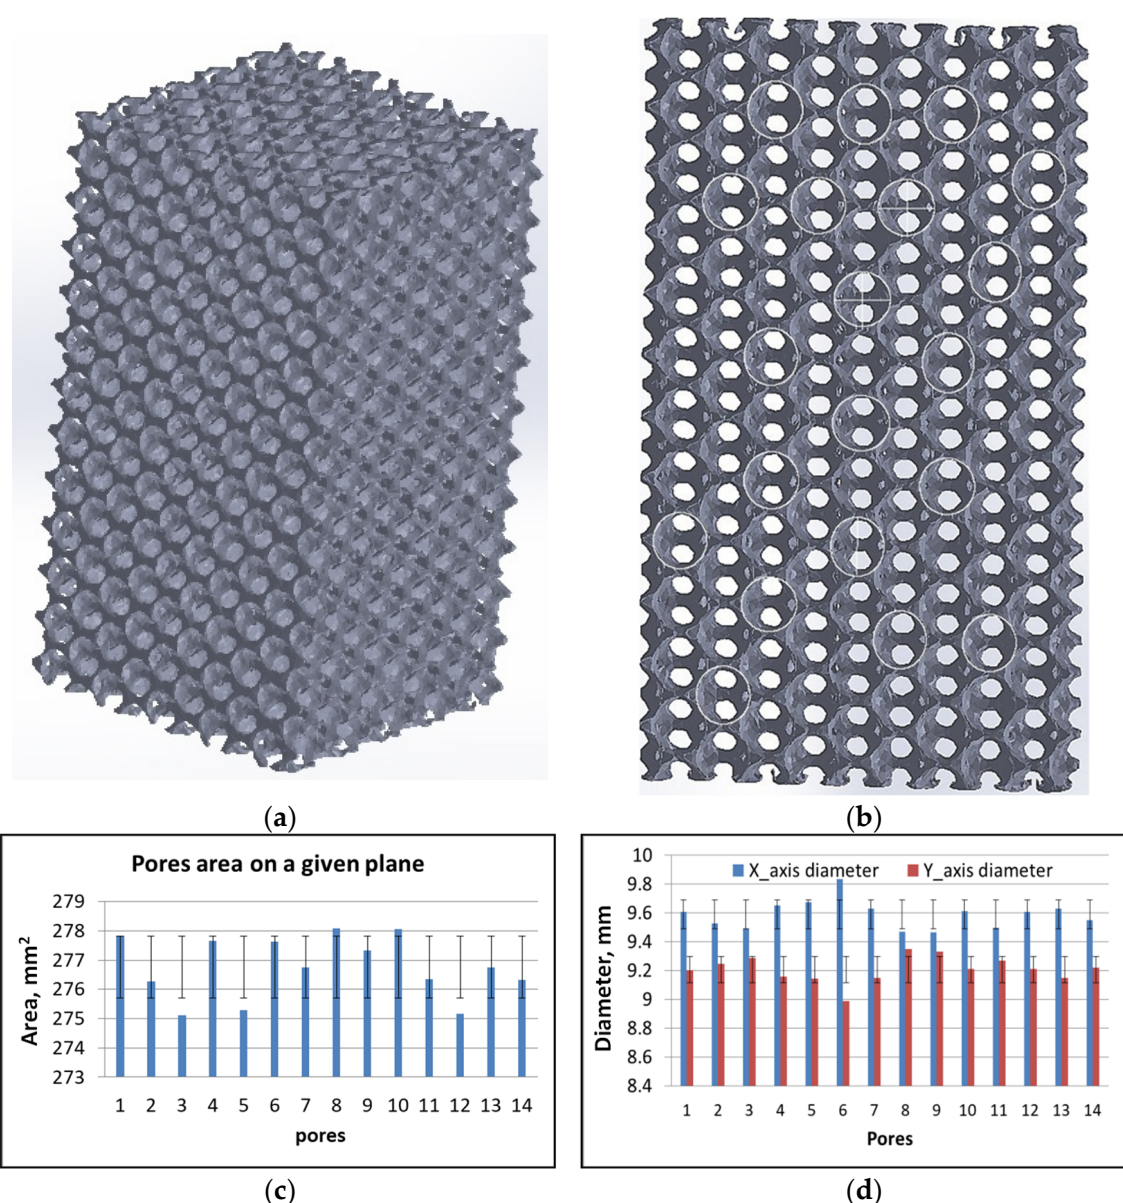 (a)
(b)
Pores area on a given plane
Area, mm²
279
278
277
276
275
274
273
1 2 3 4 5 6 7 8 9 10 11 12 13 14
pores
(c)
X_axis diameter Y_axis diameter
Diameter, mm
10
9.8
9.6
9.4
9.2
9
8.8
8.6
8.4
1 2 3 4 5 6 7 8 9 10 11 12 13 14
Pores
(d)